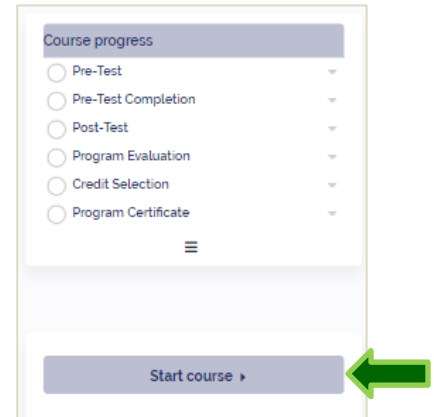 Course progress
Pre-Test
Pre-Test Completion
Post-Test
Program Evaluation
Credit Selection
Program Certificate
Start course